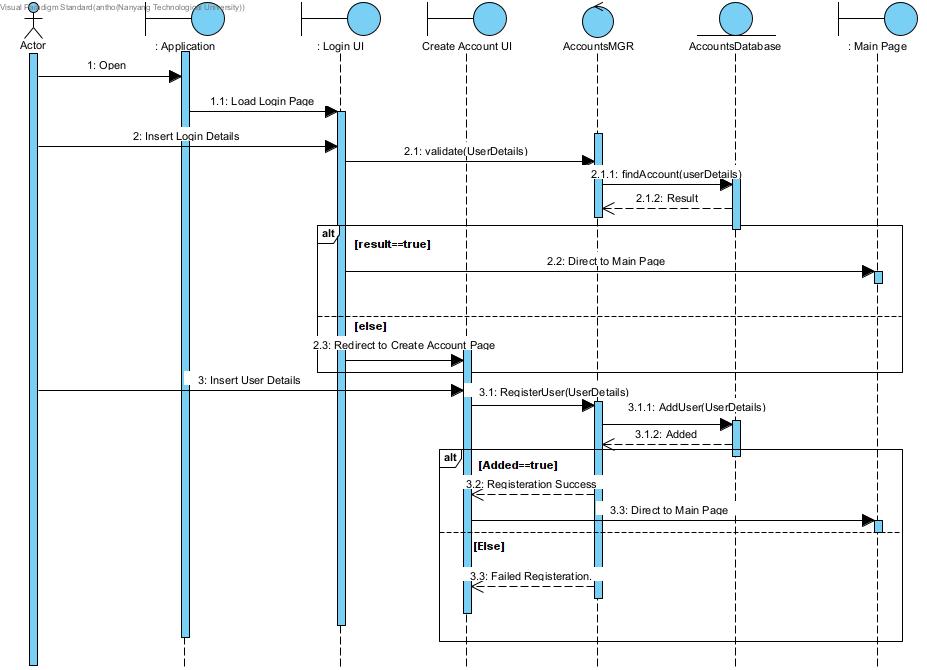 Visual Paradigm Standard(antho(Nanyang Technological University))
Actor
: Application
: Login UI
Create Account UI
AccountsMGR
AccountsDatabase
: Main Page
1: Open
1.1: Load Login Page
2: Insert Login Details
2.1: validate(UserDetails)
2.1.1: findAccount(userDetails)
2.1.2: Result
alt
[result==true]
2.2: Direct to Main Page
[else]
2.3: Redirect to Create Account Page
3: Insert User Details
3.1: RegisterUser(UserDetails)
3.1.1: AddUser(UserDetails)
3.1.2: Added
alt
[Added==true]
3.2: Registeration Success
3.3: Direct to Main Page
[Else]
3.3: Failed Registeration.